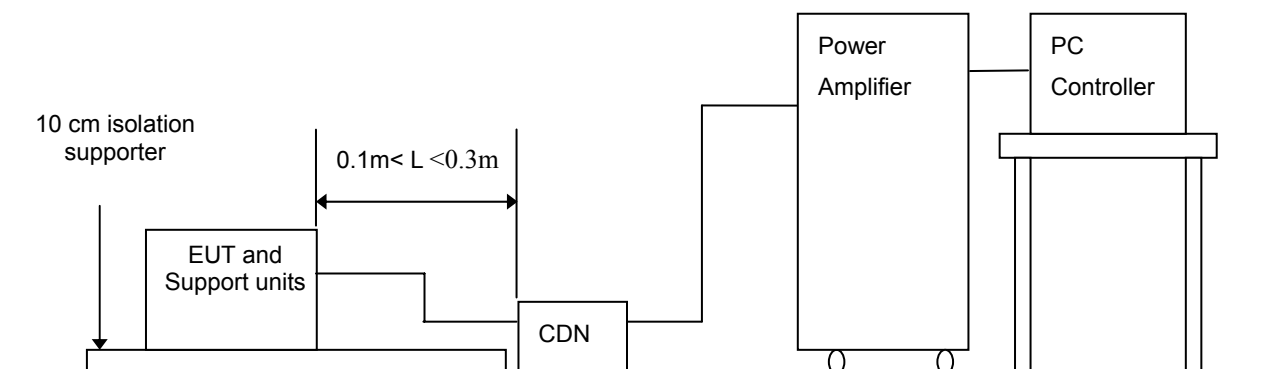 Power
Amplifier
PC
Controller
10 cm isolation
supporter
0.1m< L <0.3m
EUT and
Support units
CDN